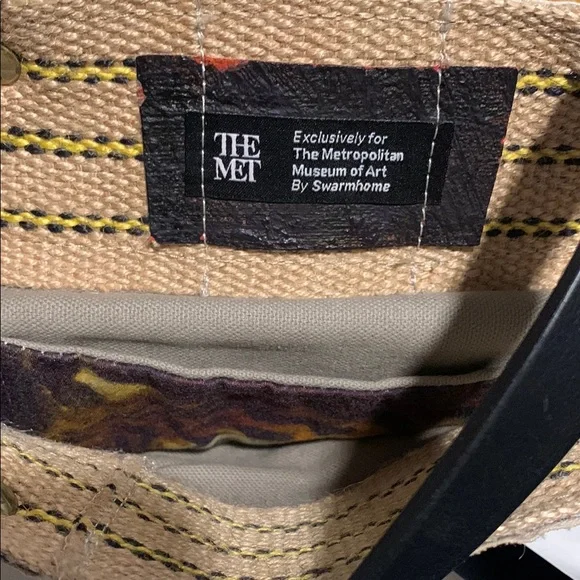 THE
MET
Exclusively for
The Metropolitan
Museum of Art
By Swarmhome